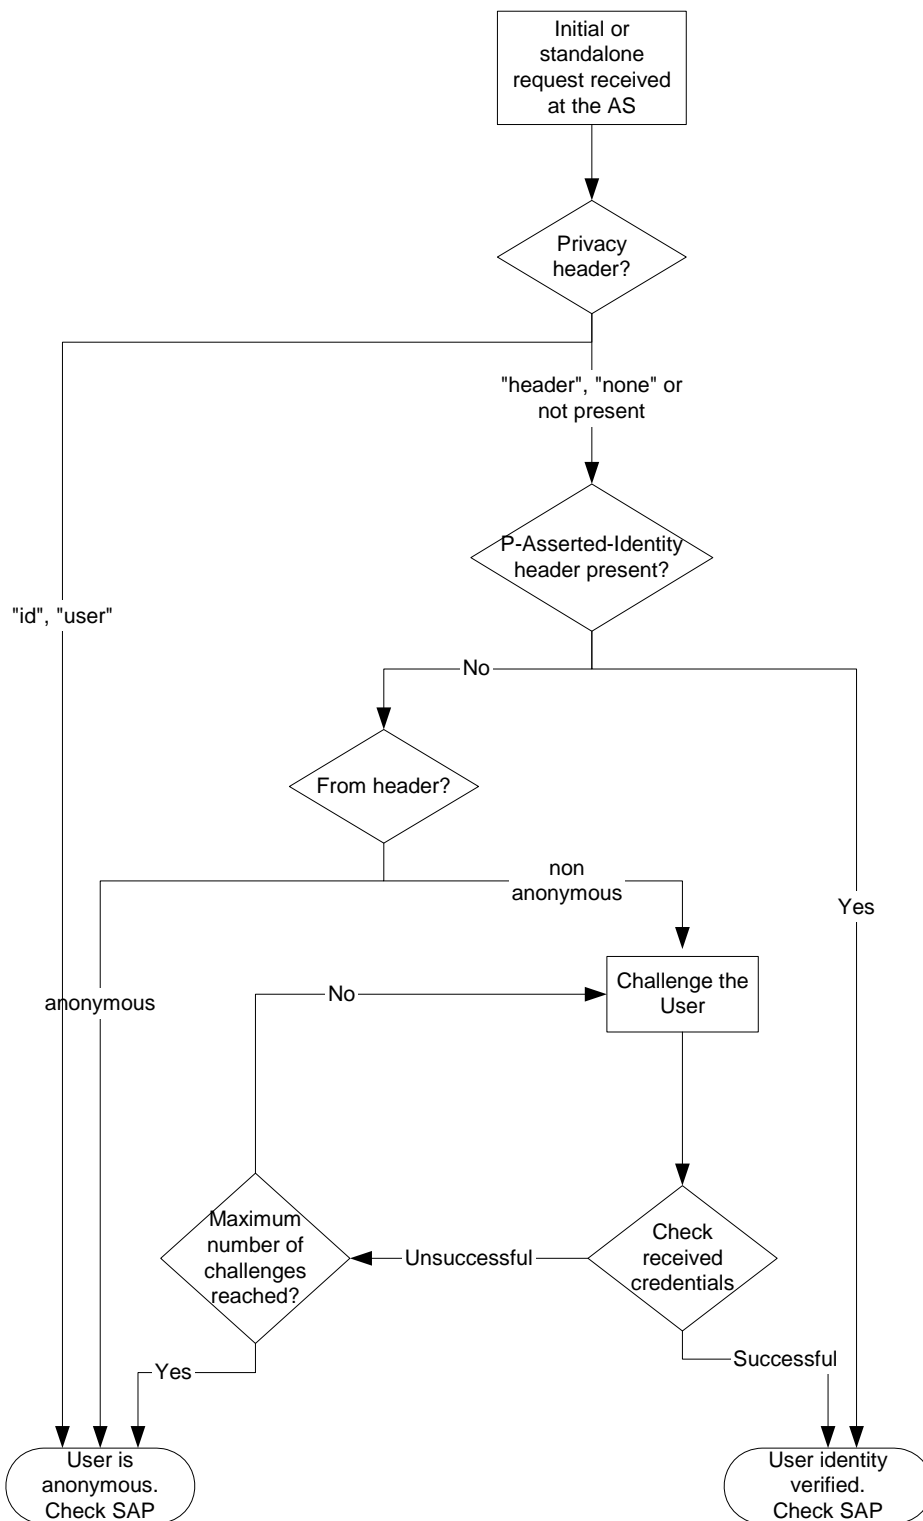 Initial or
standalone
request received
at the AS
Privacy
header?
"header", "none" or
not present
P-Asserted-Identity
header present?
"id", "user"
No
From header?
non
anonymous
Yes
anonymous
No
Challenge the
User
Maximum
number of
challenges
reached?
Unsuccessful
Check
received
credentials
Yes
Successful
User is
anonymous.
Check SAP
User identity
verified.
Check SAP